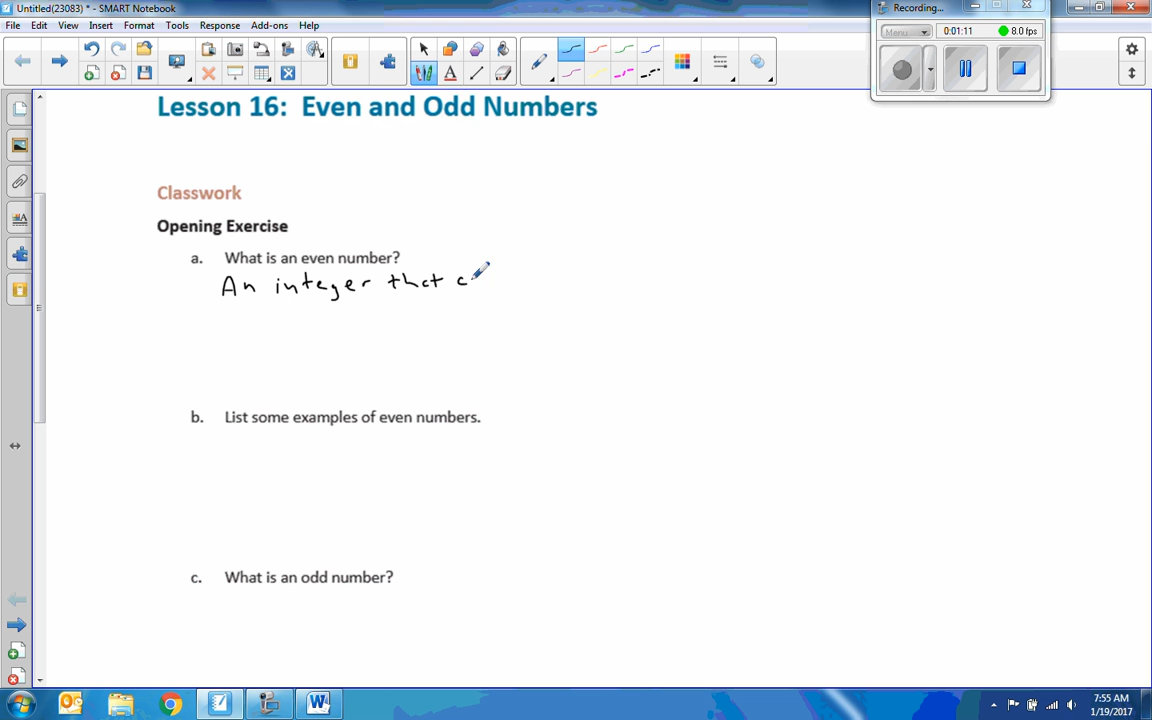 Untitled(23083) * - SMART Notebook
File Edit View Insert Format Tools Response Add-ons Help
Recording...
Menu 0:01:11 8.0 fps
Lesson 16: Even and Odd Numbers
Classwork
Opening Exercise
a. What is an even number?
An integer that c
b. List some examples of even numbers.
c. What is an odd number?
7:55 AM
1/19/2017